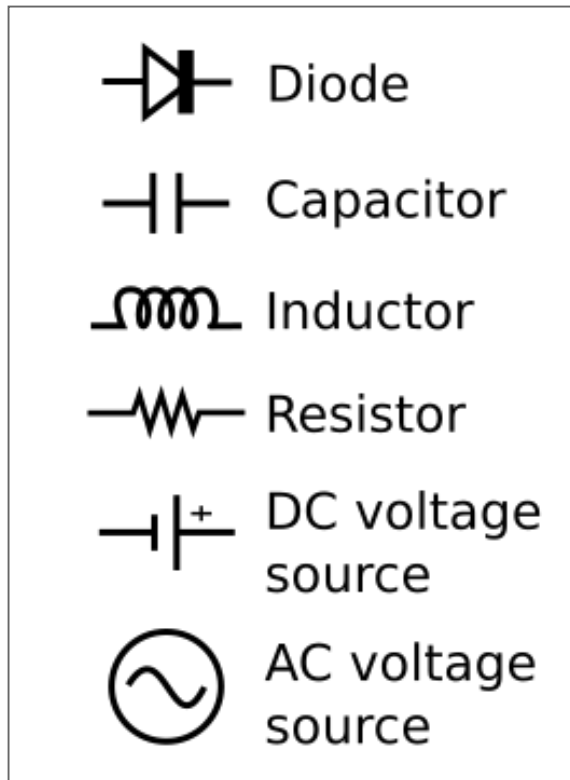 Diode
Capacitor
Inductor
Resistor
+
DC voltage
source
AC voltage
source